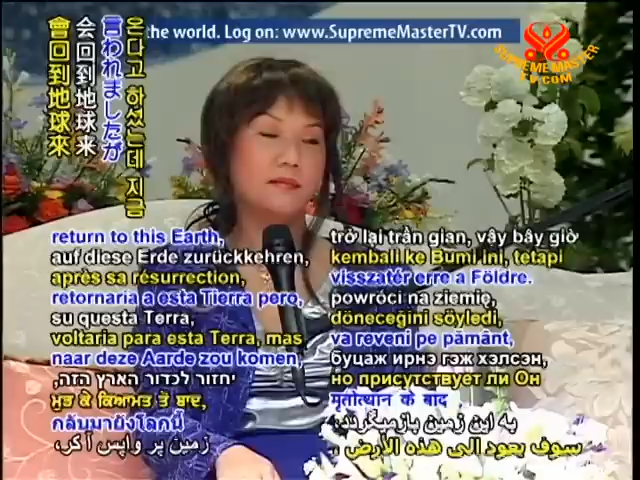 the world. Log on: www.SupremeMasterTV.com
SUPREME MASTER
TV.COM
온다고 하셨는데 지금
言われましたが
会回到地球来
會回到地球來
return to this Earth,
auf diese Erde zurückkehren,
après sa résurrection,
retornaria a esta Tierra pero,
su questa Terra,
voltaria para esta Terra, mas
naar deze Aarde zou komen,
יחזור לכדור הארץ הזה,
ਮੁੜ ਕੇ ਕਿਆਮਤ ਤੋਂ ਬਾਦ,
กลับมายังโลกนี้
زمین پر واپس آ کر،
trở lại trần gian, vậy bây giờ
kembali ke Bumi ini, tetapi
visszatér erre a Földre.
powróci na ziemię,
döneceğini söyledi,
va reveni pe pământ,
буцаж ирнэ гэж хэлсэн,
но присутствует ли Он
मृतोत्थान के बाद
به این زمین بازمیگردد،
سوف يعود الى هذه الأرض،